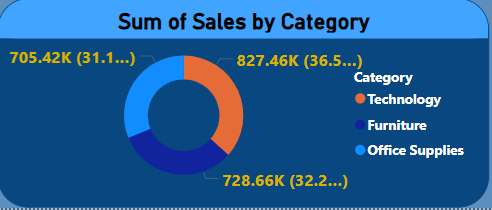 Sum of Sales by Category
705.42K (31.1...)
827.46K (36.5...)
Category
Technology
Furniture
Office Supplies
728.66K (32.2...)